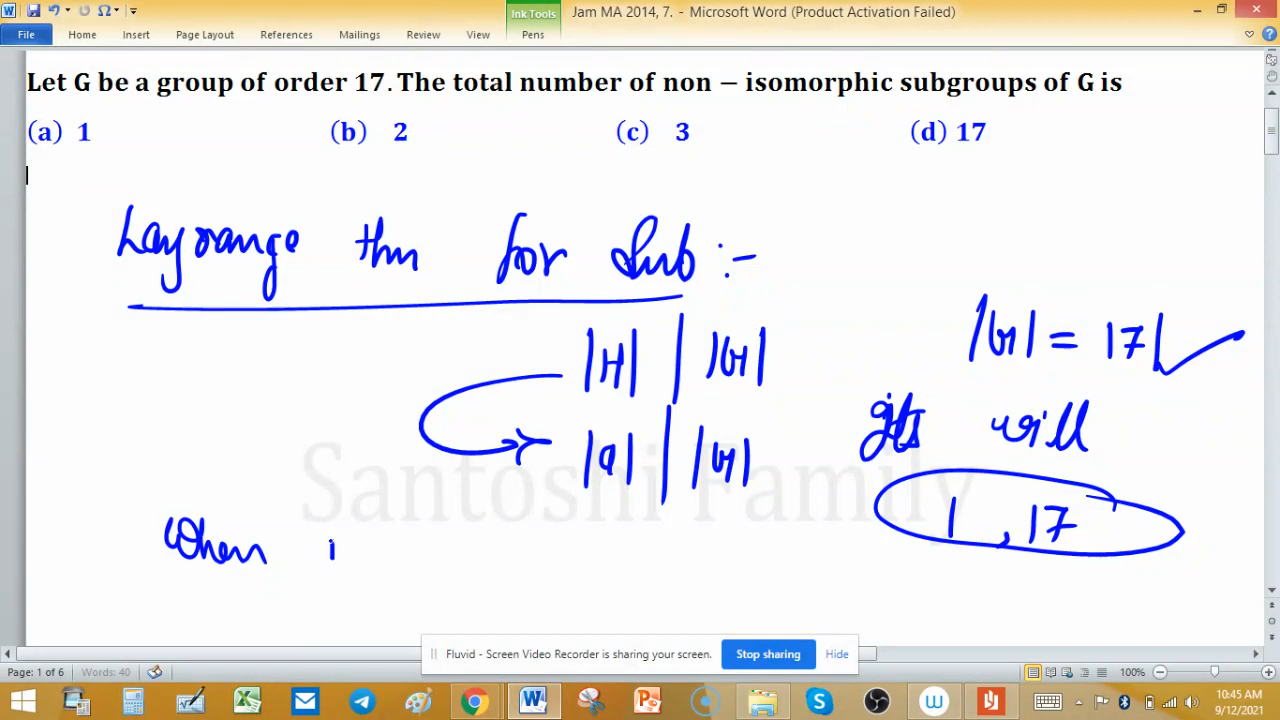 Jam MA 2014, 7. - Microsoft Word (Product Activation Failed)
Ink Tools
File Home Insert Page Layout References Mailings Review View Pens
Let G be a group of order 17. The total number of non − isomorphic subgroups of G is
(a) 1 (b) 2 (c) 3 (d) 17
Lagrange thm for Sub :-
|H| | |G| |G| = 17
will
|a| | |G|
1 , 17
When
Santoshi Family
Fluvid - Screen Video Recorder is sharing your screen. Stop sharing Hide
Page: 1 of 6 Words: 40 100%
10:45 AM
9/12/2021